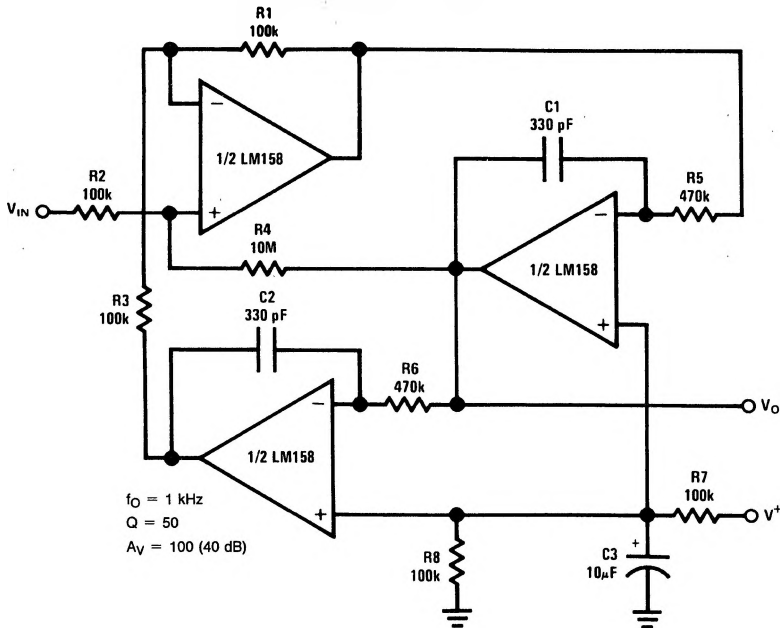 R1
100k
C1
330 pF
1/2 LM158
R2
100k
R5
470k
VIN
R4
10M
1/2 LM158
R3
100k
C2
330 pF
R6
470k
VO
1/2 LM158
fO = 1 kHz
Q = 50
AV = 100 (40 dB)
R7
100k
V+
R8
100k
C3
10µF
− + − + − + +